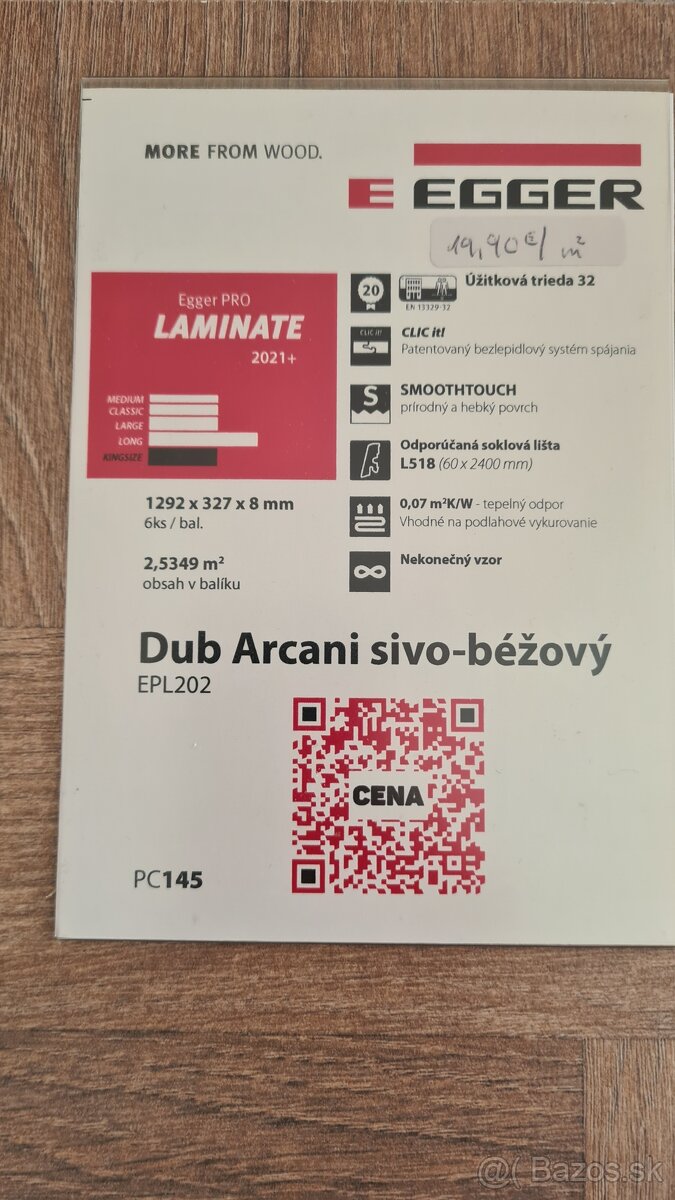 MORE FROM WOOD.
E EGGER
19,90€/m²
Egger PRO
LAMINATE
2021+
MEDIUM
CLASSIC
LARGE
LONG
KINGSIZE
1292 x 327 x 8 mm
6ks / bal.
2,5349 m²
obsah v balíku
20
EN 13329-32
Úžitková trieda 32
CLIC it!
CLIC it!
Patentovaný bezlepidlový systém spájania
S
SMOOTHTOUCH
prírodný a hebký povrch
Odporúčaná soklová lišta
L518 (60 x 2400 mm)
0,07 m²K/W - tepelný odpor
Vhodné na podlahové vykurovanie
Nekonečný vzor
Dub Arcani sivo-béžový
EPL202
CENA
PC145
@( Bazos.sk